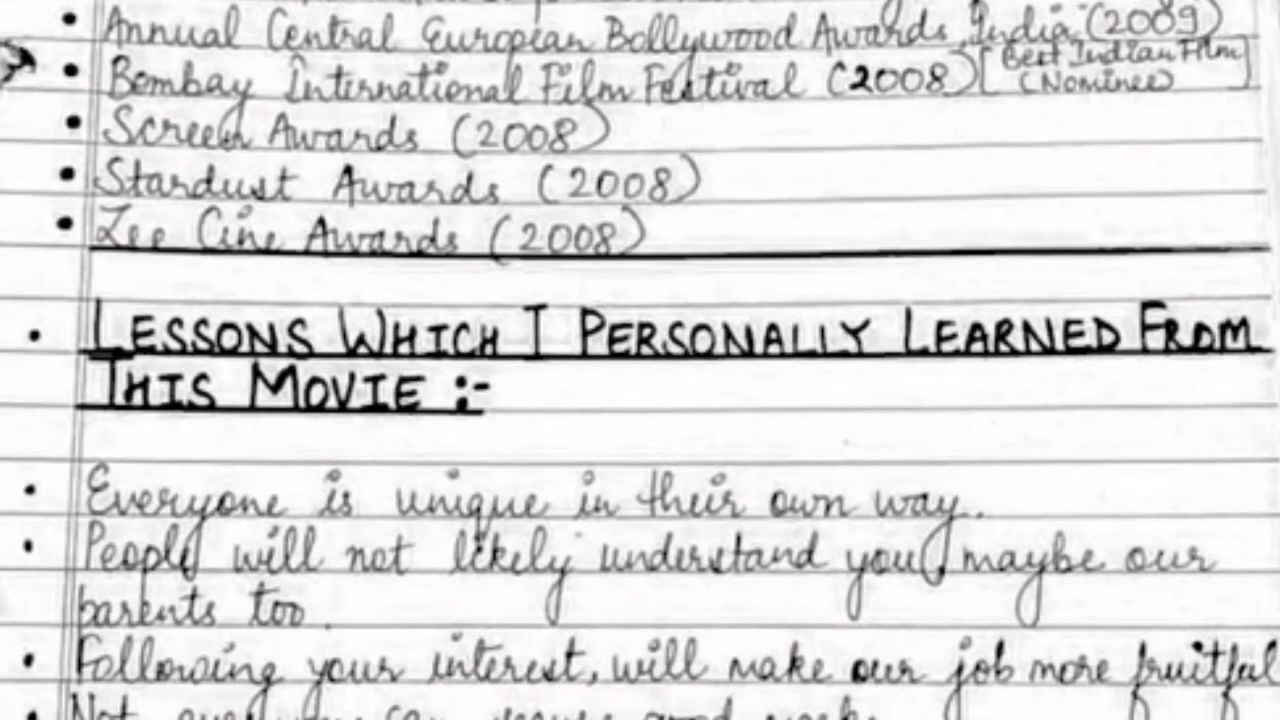 • Annual Central European Bollywood Awards, India (2009)
• Bombay International Film Festival (2008) [Best Indian Film (Nominee)]
• Screen Awards (2008)
• Stardust Awards (2008)
• Zee Cine Awards (2008)
• LESSONS WHICH I PERSONALLY LEARNED FROM
THIS MOVIE :-
• Everyone is unique in their own way.
• People will not likely understand you, maybe our
parents too.
• Following your interest, will make our job more fruitful
• Not can good